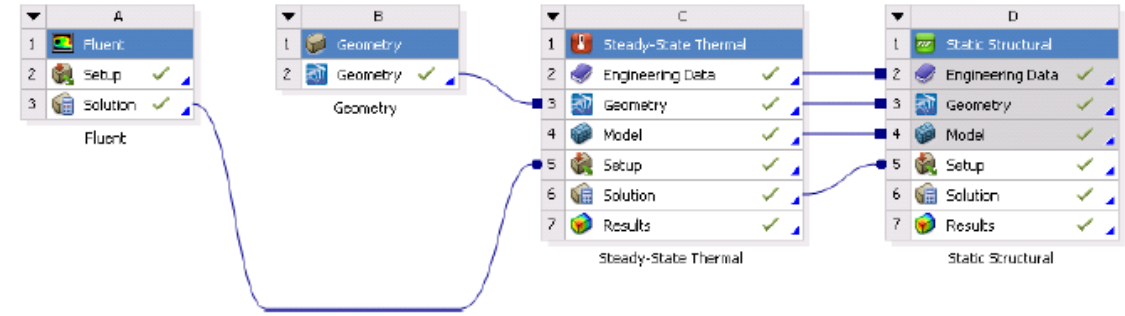 A
1 Fluent
2 Setup
3 Solution
Fluent
B
1 Geometry
2 Geometry
Geometry
C
1 Steady-State Thermal
2 Engineering Data
3 Geometry
4 Model
5 Setup
6 Solution
7 Results
Steady-State Thermal
D
1 Static Structural
2 Engineering Data
3 Geometry
4 Model
5 Setup
6 Solution
7 Results
Static Structural